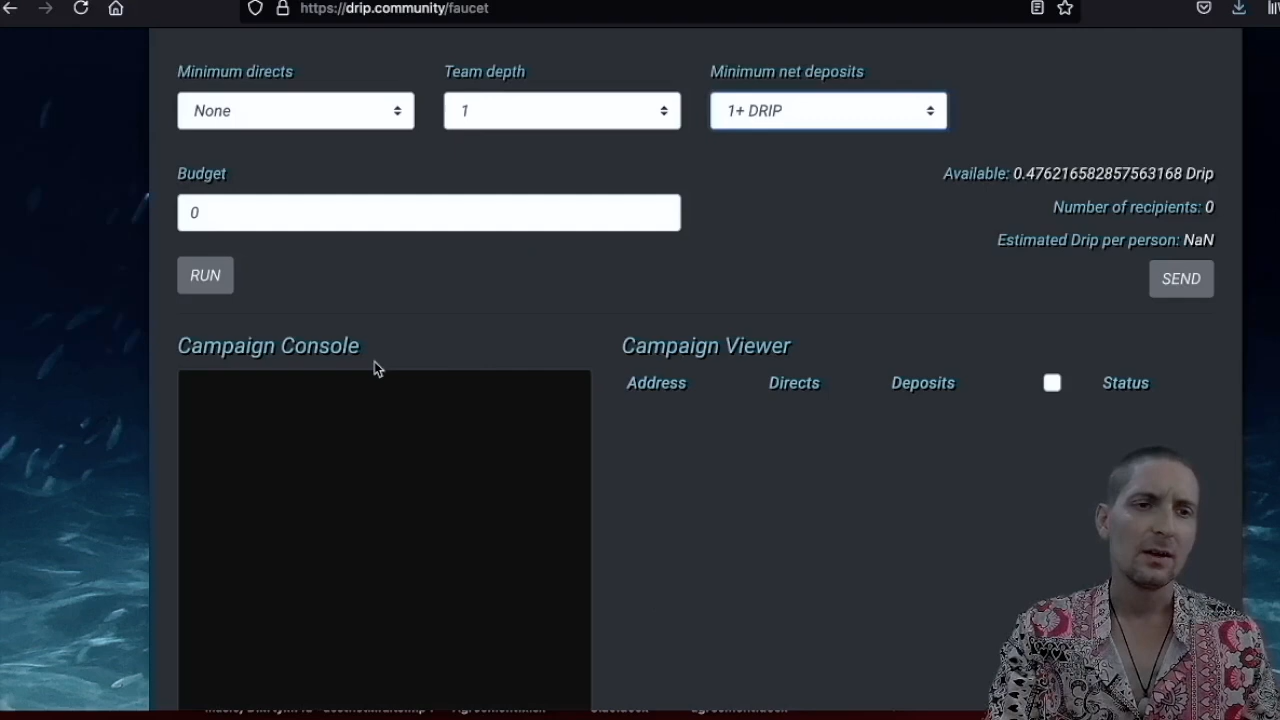 https://drip.community/faucet
Minimum directs
Team depth
Minimum net deposits
None
1
1+ DRIP
Budget
Available: 0.476216582857563168 Drip
0
Number of recipients: 0
Estimated Drip per person: NaN
RUN
SEND
Campaign Console
Campaign Viewer
Address
Directs
Deposits
Status